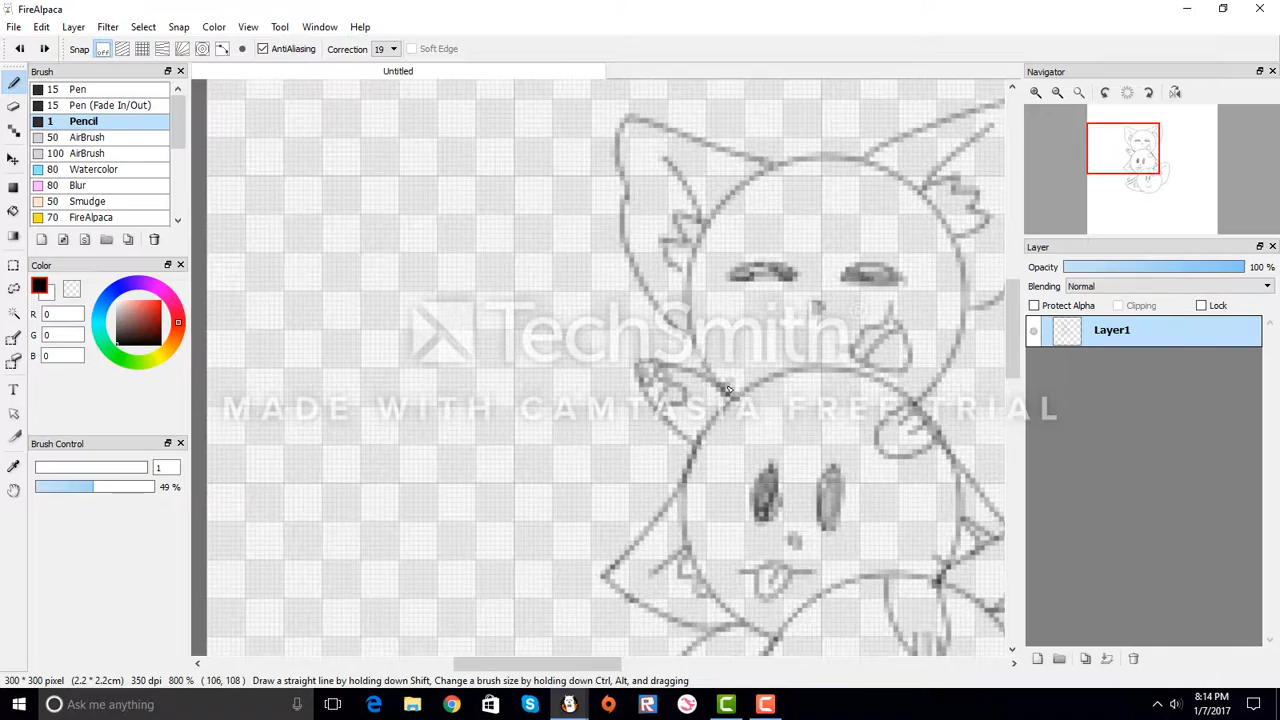 FireAlpaca
File Edit Layer Filter Select Snap Color View Tool Window Help
Snap off AntiAliasing Correction 19 Soft Edge
Brush
15 Pen
15 Pen (Fade In/Out)
1 Pencil
50 AirBrush
100 AirBrush
80 Watercolor
80 Blur
50 Smudge
70 FireAlpaca
Color
R 0
G 0
B 0
Brush Control
1
49 %
Untitled
TechSmith
MADE WITH CAMTASIA FREE TRIAL
Navigator
Layer
Opacity 100 %
Blending Normal
Protect Alpha Clipping Lock
Layer1
300 * 300 pixel (2.2 * 2.2cm) 350 dpi 800 % ( 106, 108 ) Draw a straight line by holding down Shift, Change a brush size by holding down Ctrl, Alt, and dragging
Ask me anything
8:14 PM
1/7/2017